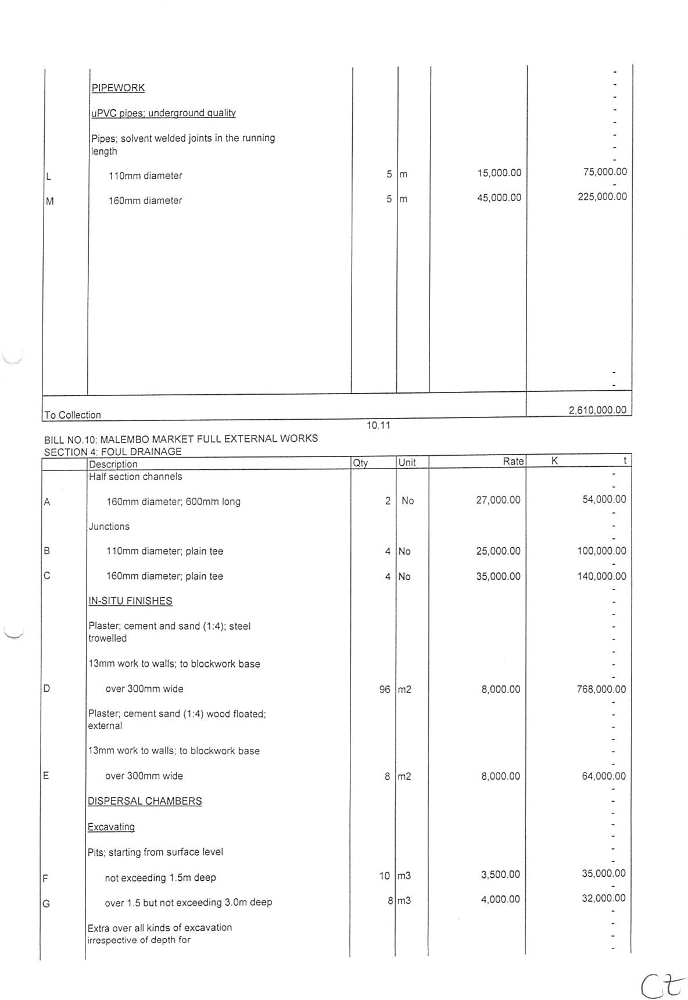 PIPEWORK
uPVC pipes; underground quality
Pipes; solvent welded joints in the running
length
L 110mm diameter 5 m 15,000.00 75,000.00
M 160mm diameter 5 m 45,000.00 225,000.00
To Collection 2,610,000.00
10.11
BILL NO.10: MALEMBO MARKET FULL EXTERNAL WORKS
SECTION 4: FOUL DRAINAGE
Description Qty Unit Rate K t
Half section channels
A 160mm diameter; 600mm long 2 No 27,000.00 54,000.00
Junctions
B 110mm diameter; plain tee 4 No 25,000.00 100,000.00
C 160mm diameter; plain tee 4 No 35,000.00 140,000.00
IN-SITU FINISHES
Plaster; cement and sand (1:4); steel
trowelled
13mm work to walls; to blockwork base
D over 300mm wide 96 m2 8,000.00 768,000.00
Plaster; cement sand (1:4) wood floated;
external
13mm work to walls; to blockwork base
E over 300mm wide 8 m2 8,000.00 64,000.00
DISPERSAL CHAMBERS
Excavating
Pits; starting from surface level
F not exceeding 1.5m deep 10 m3 3,500.00 35,000.00
G over 1.5 but not exceeding 3.0m deep 8 m3 4,000.00 32,000.00
Extra over all kinds of excavation
irrespective of depth for